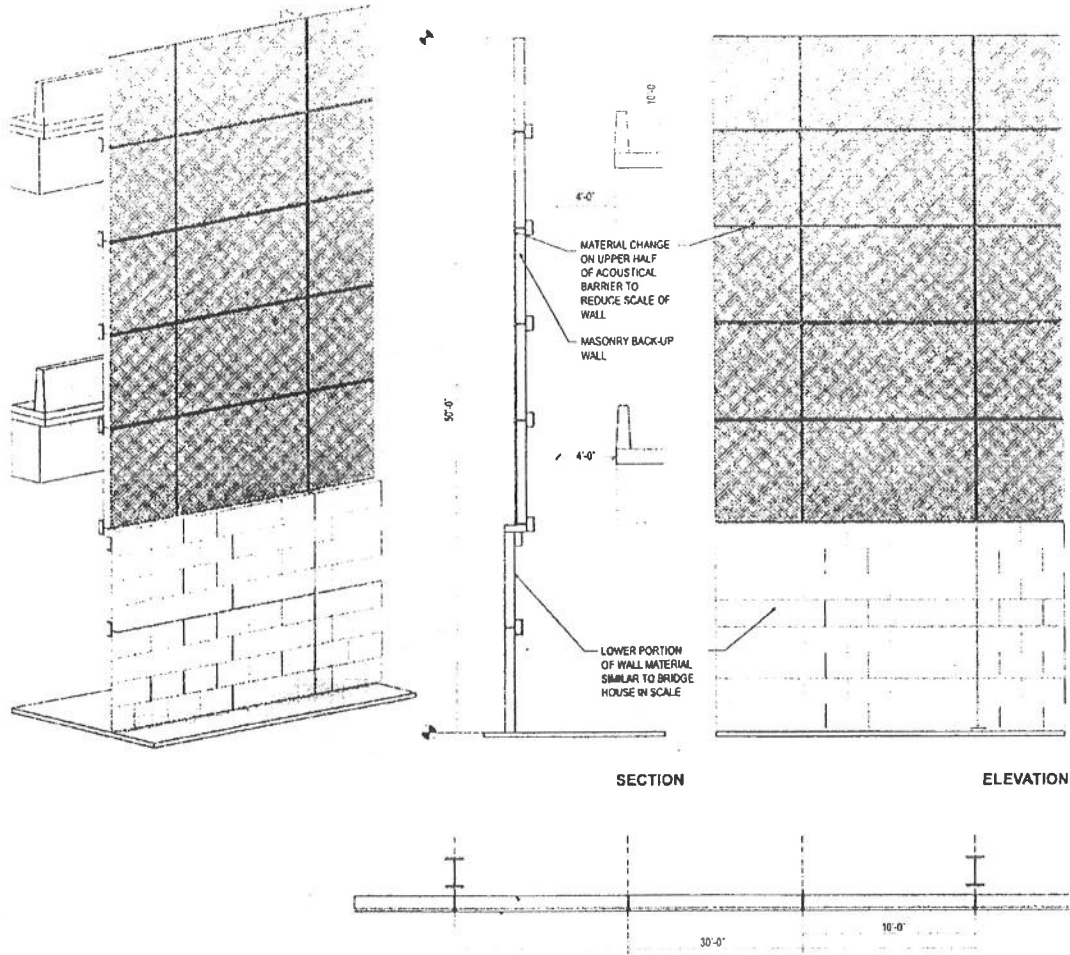 10'-0
4'-0"
MATERIAL CHANGE
ON UPPER HALF
OF ACOUSTICAL
BARRIER TO
REDUCE SCALE OF
WALL
MASONRY BACK-UP
WALL
50'-0"
4'-0"
LOWER PORTION
OF WALL MATERIAL
SIMILAR TO BRIDGE
HOUSE IN SCALE
SECTION
ELEVATION
10'-0"
30'-0"